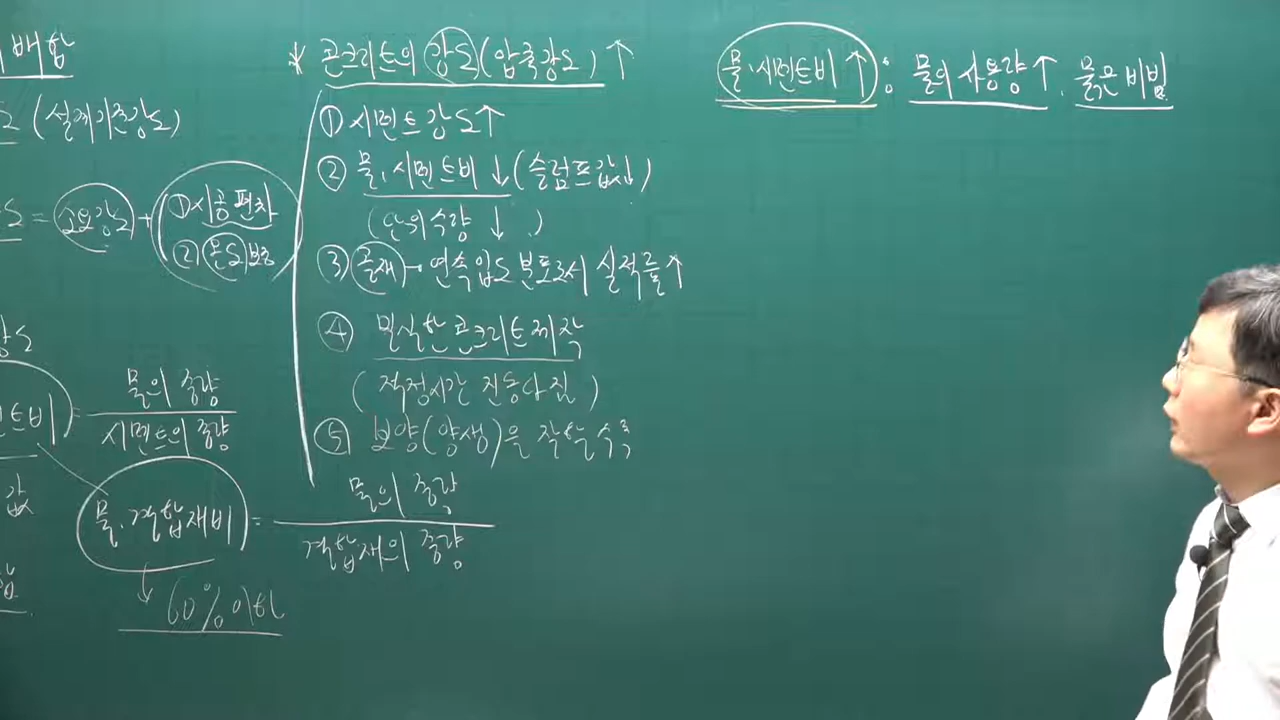 배합
(설계기준강도)
= 소요강도 + ① 시공편차
② 온도보정
강도
멘트비 = 물의 중량
시멘트의 중량
값
물·결합재비 = 물의 중량
결합재의 중량
60% 이하
* 콘크리트의 강도(압축강도) ↑
① 시멘트강도 ↑
② 물·시멘트비 ↓ (슬럼프값 ↓)
(단위수량 ↓)
③ 골재 → 연속입도 분포로서 실적률 ↑
④ 밀실한 콘크리트 제작
(적정시간 진동다짐)
⑤ 보양(양생)을 잘할수록
물·시멘트비 ↑ : 물의 사용량 ↑, 묽은비빔